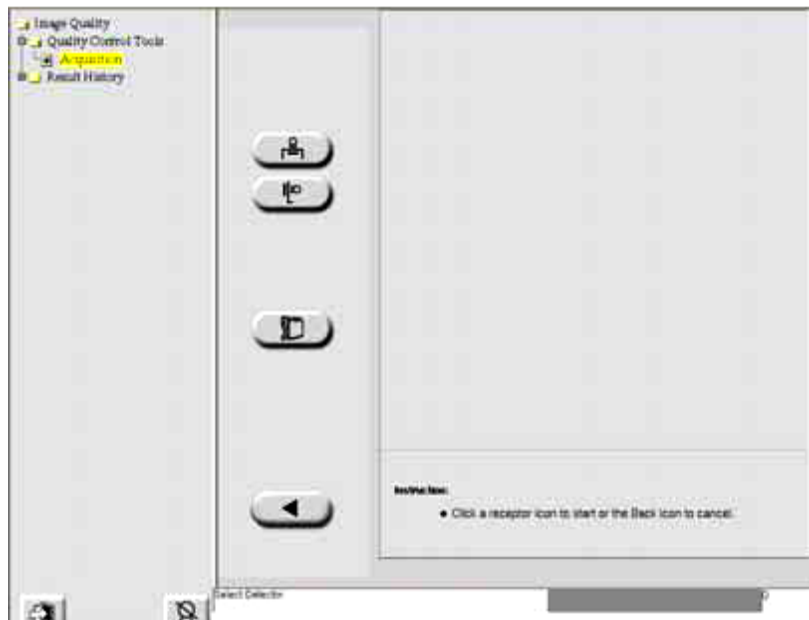 Image Quality
Quality Control Tools
Acquisition
Result History
Instruction:
• Click a receptor icon to start or the Back icon to cancel.
Select Detector